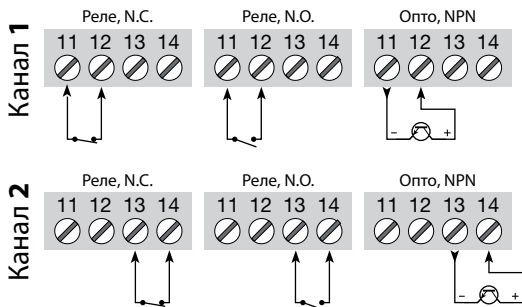 Канал 1
Реле, N.C. Реле, N.O. Опто, NPN
11 12 13 14 11 12 13 14 11 12 13 14
- +
Канал 2
Реле, N.C. Реле, N.O. Опто, NPN
11 12 13 14 11 12 13 14 11 12 13 14
- +